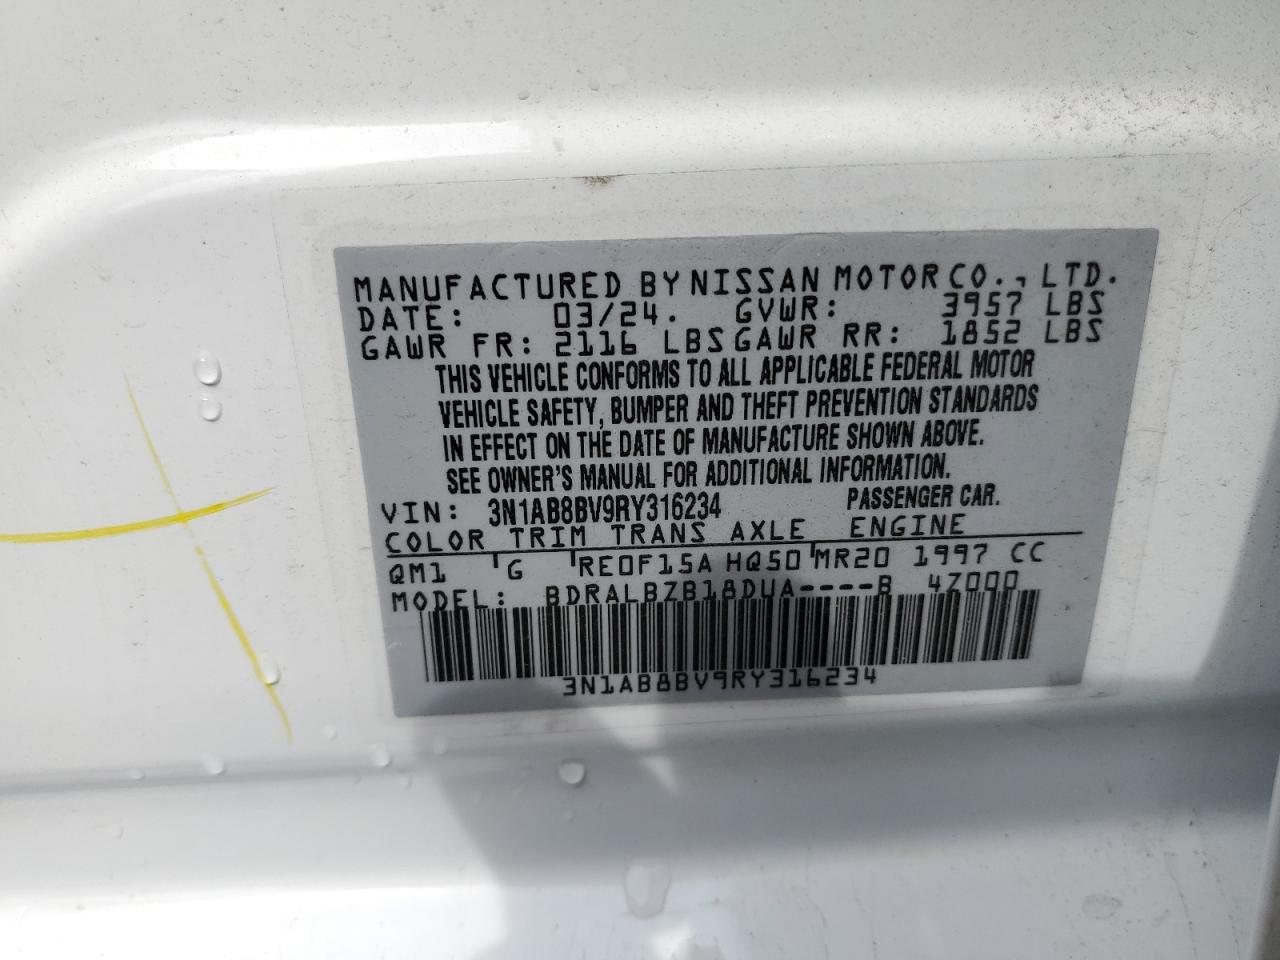 MANUFACTURED BY NISSAN MOTOR CO., LTD.
DATE: 03/24. GVWR: 3957 LBS
GAWR FR: 2116 LBS GAWR RR: 1852 LBS
THIS VEHICLE CONFORMS TO ALL APPLICABLE FEDERAL MOTOR
VEHICLE SAFETY, BUMPER AND THEFT PREVENTION STANDARDS
IN EFFECT ON THE DATE OF MANUFACTURE SHOWN ABOVE.
SEE OWNER'S MANUAL FOR ADDITIONAL INFORMATION.
VIN: 3N1AB8BV9RY316234 PASSENGER CAR.
COLOR TRIM TRANS AXLE ENGINE
QM1 G RE0F15A HQ50 MR20 1997 CC
MODEL: BDRALBZB18DUA----B 4Z000
3N1AB8BV9RY316234